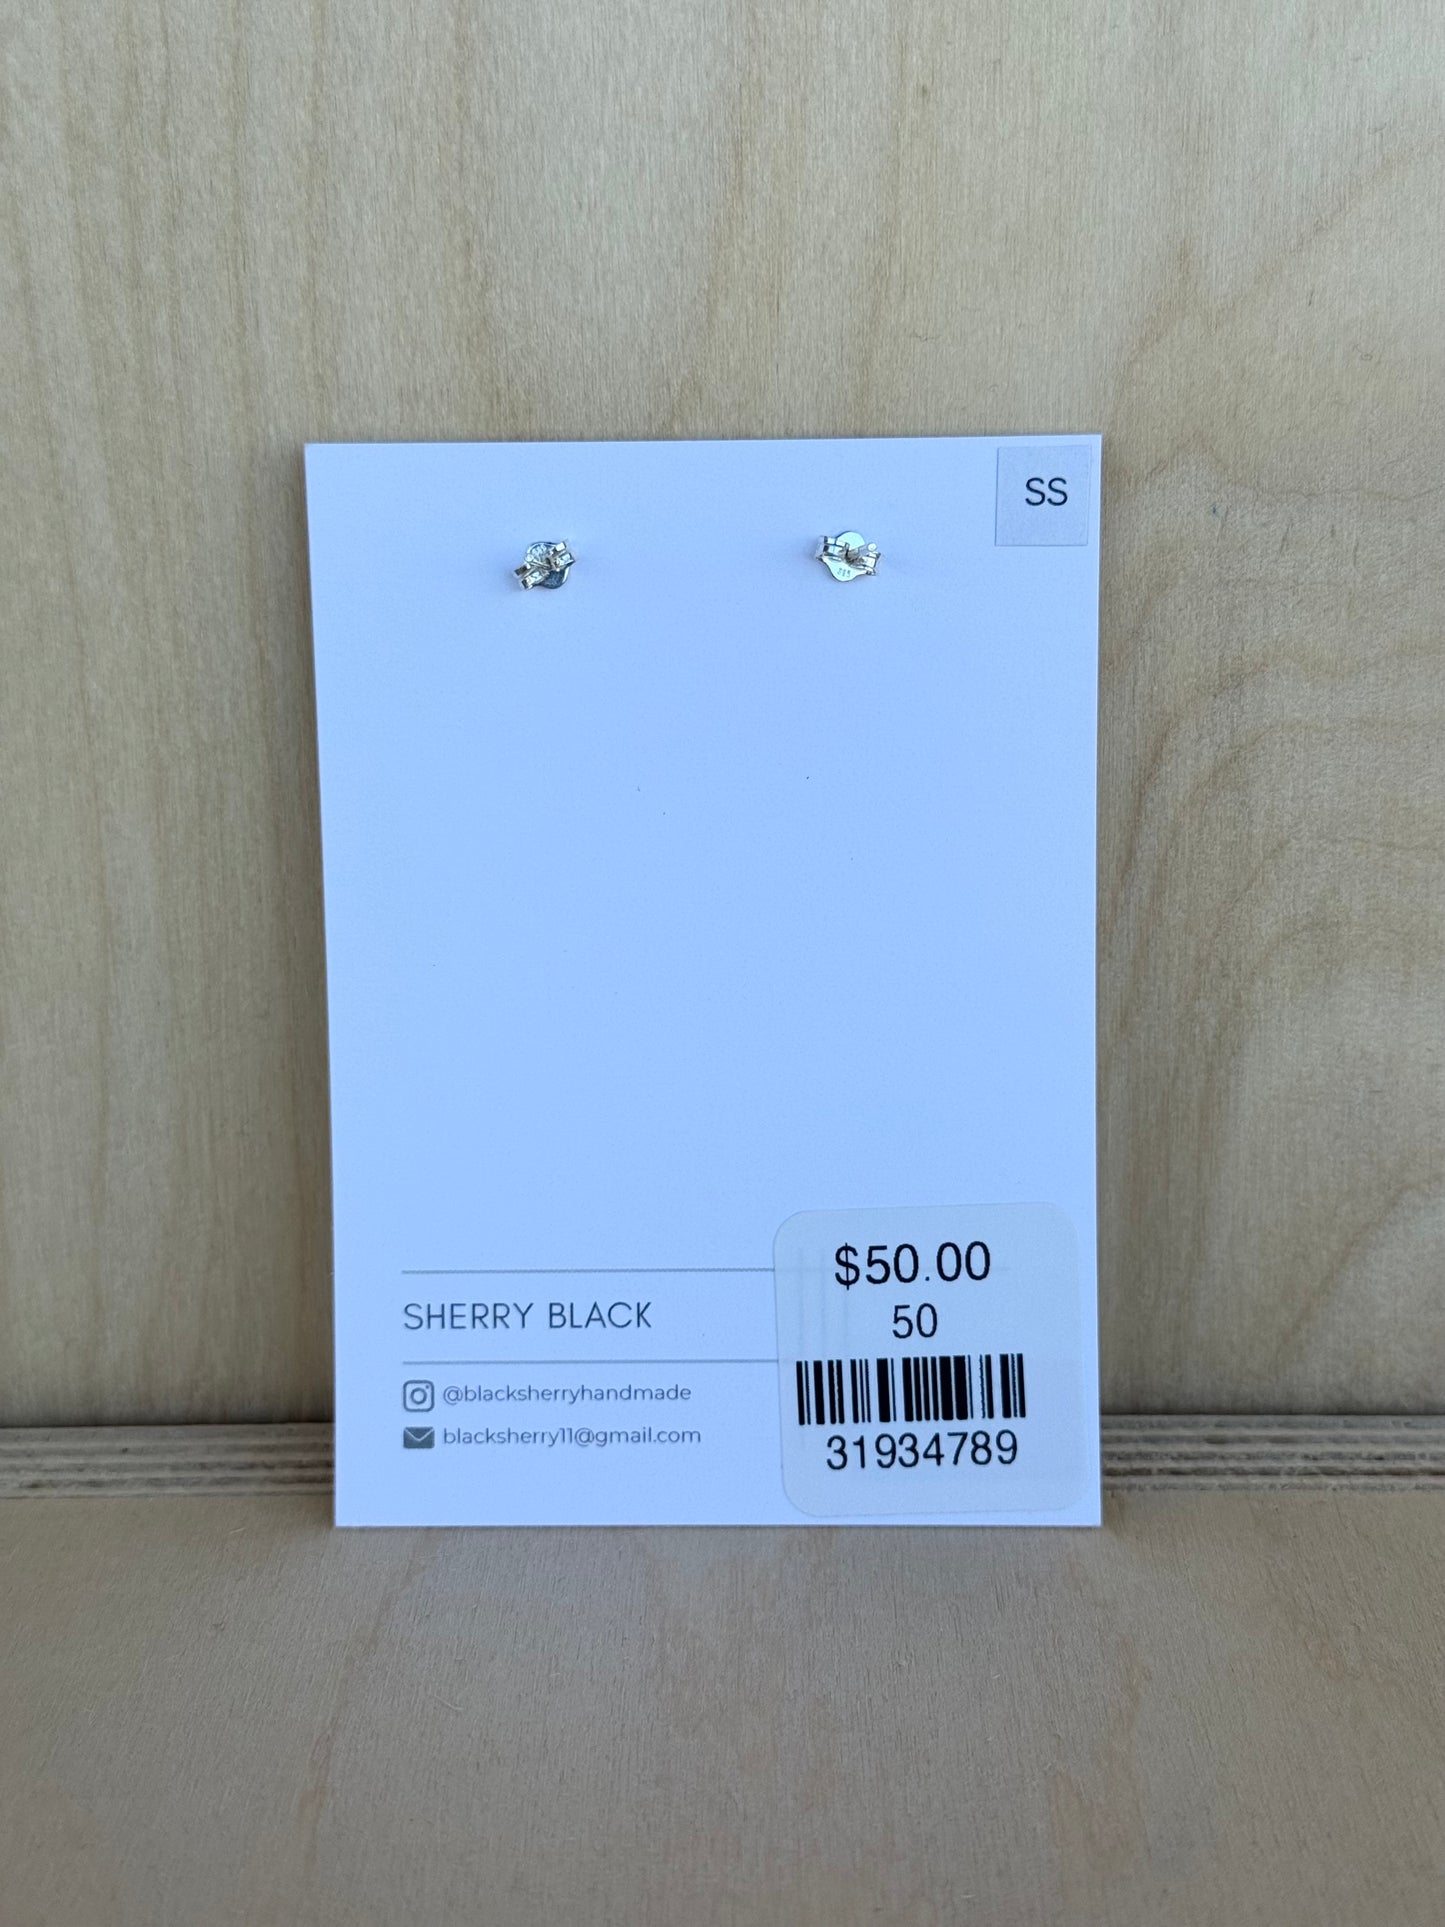 SS
$50.00
50
31934789
SHERRY BLACK
@blacksherryhandmade
blacksherry11@gmail.com